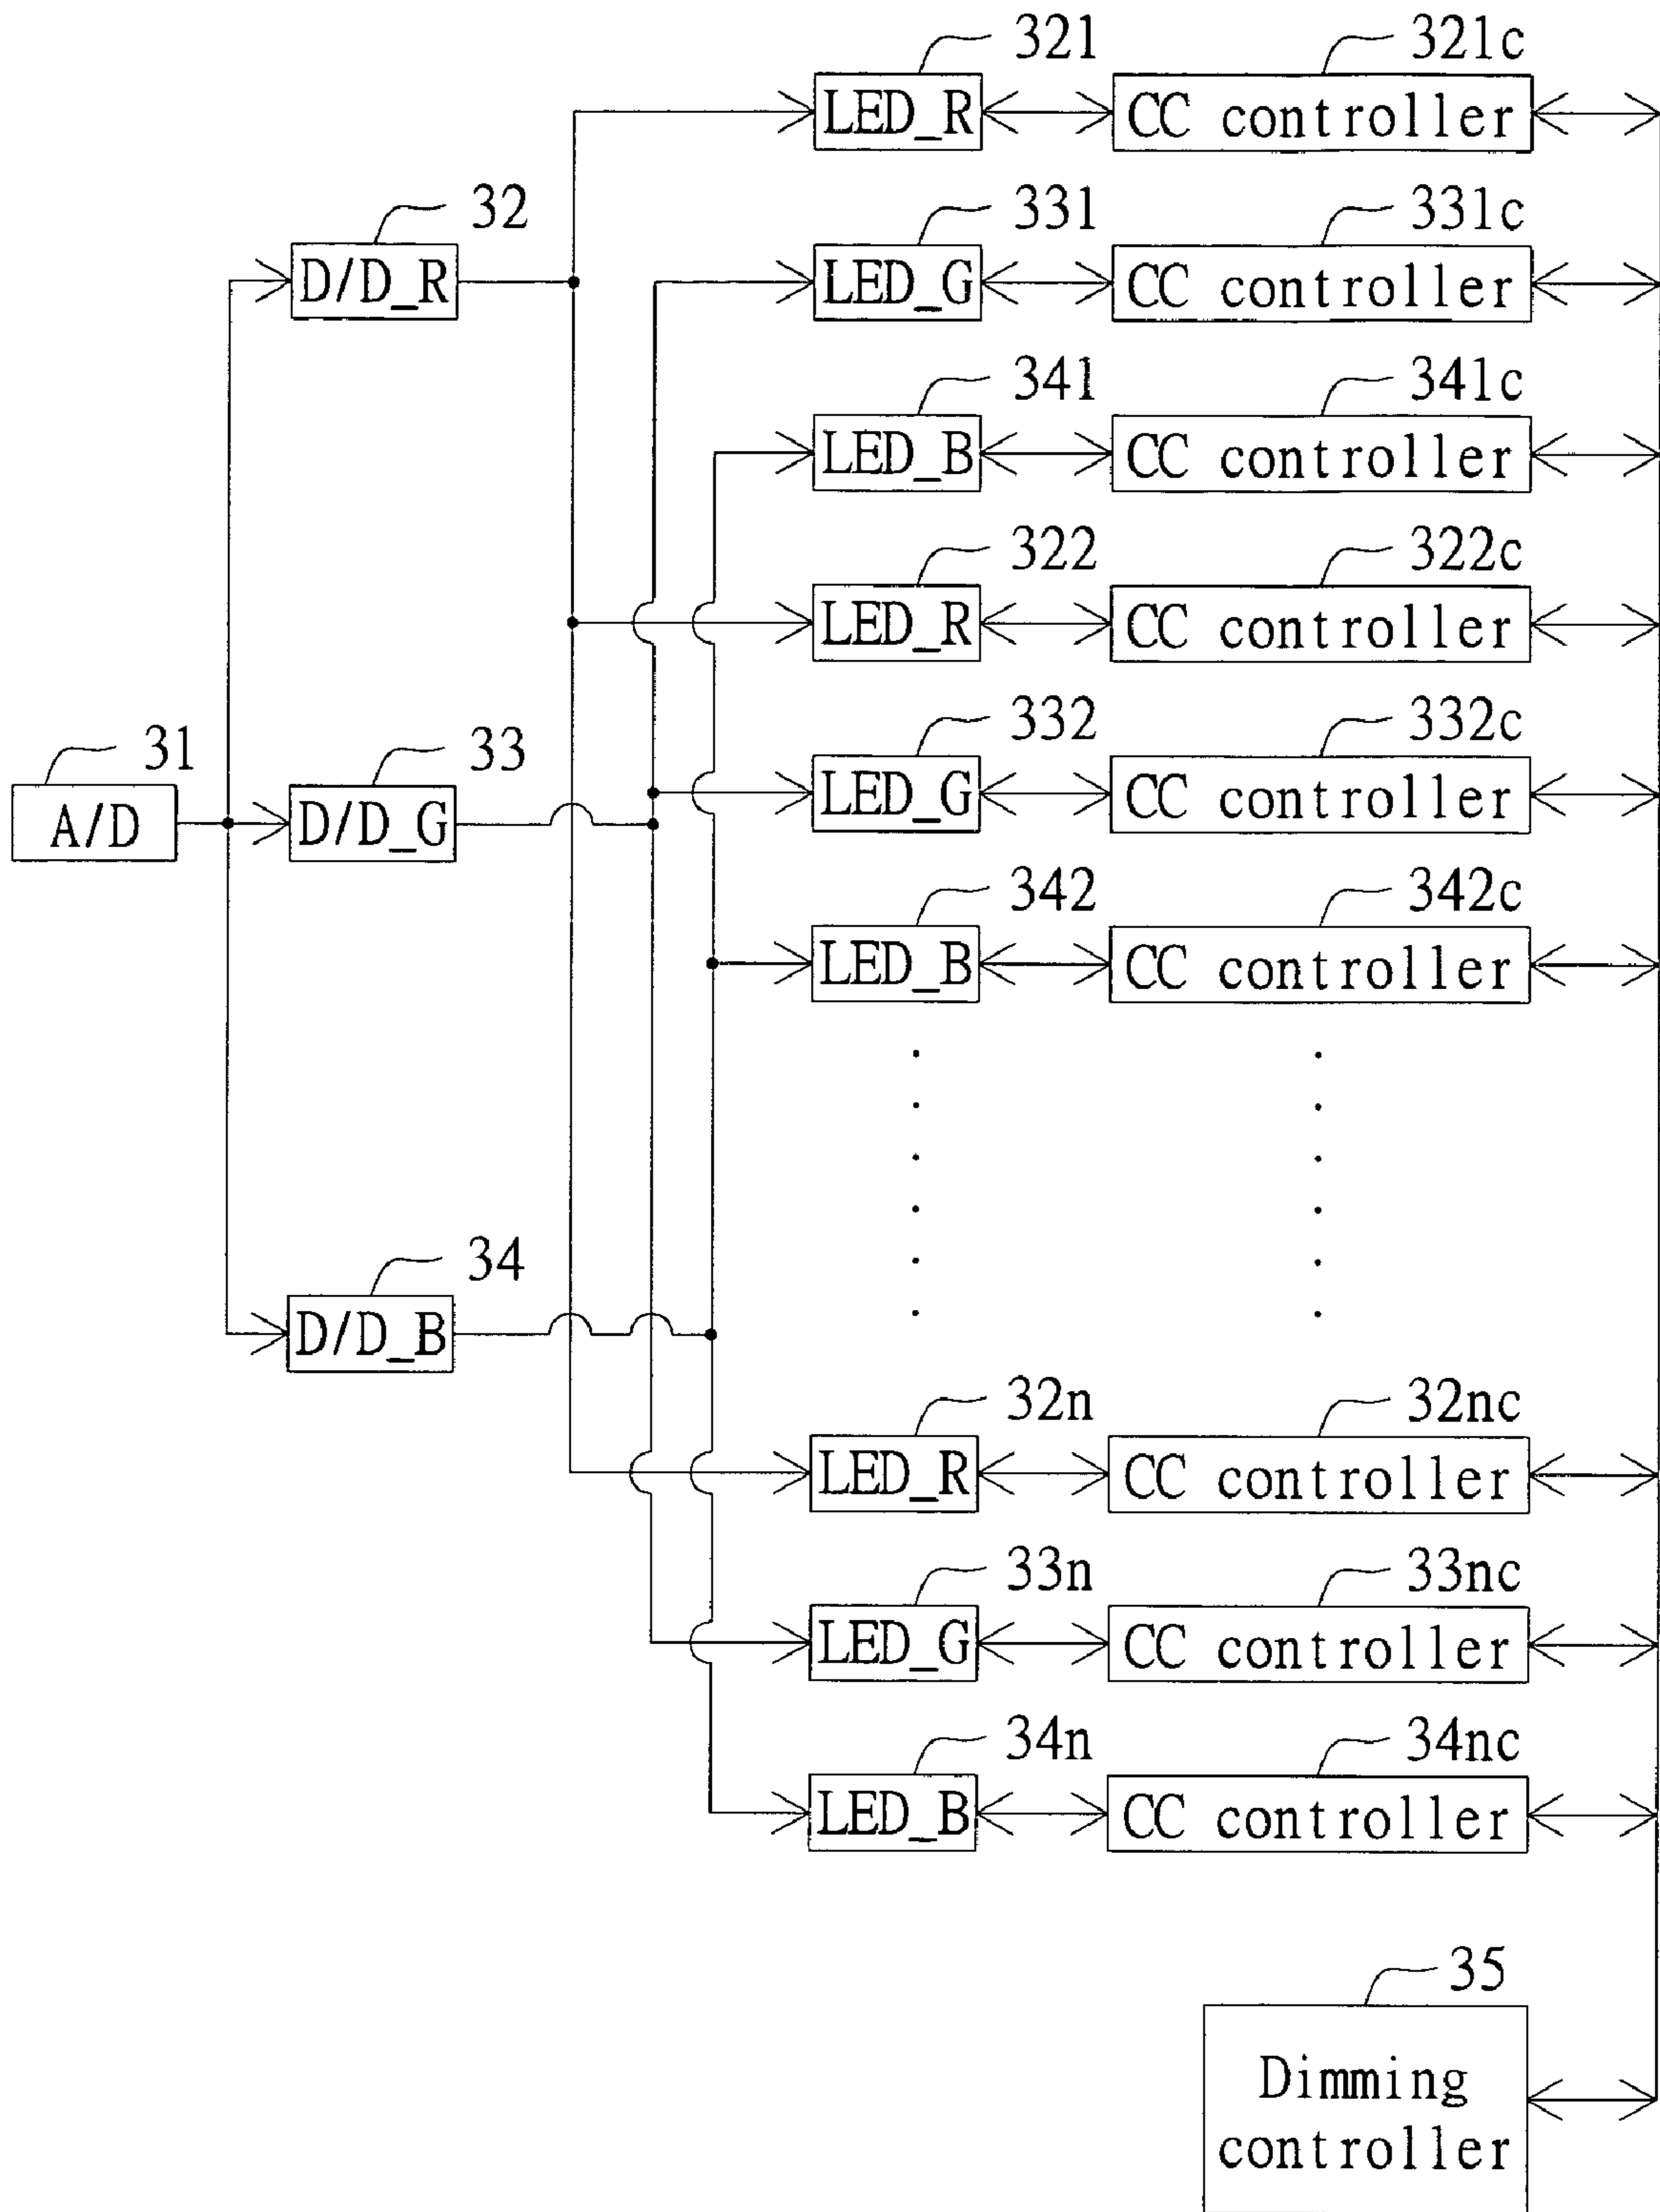 321 321c
LED_R CC controller
32 331 331c
D/D_R LED_G CC controller
341 341c
LED_B CC controller
322 322c
LED_R CC controller
31 33 332 332c
A/D D/D_G LED_G CC controller
342 342c
LED_B CC controller
34
D/D_B
32n 32nc
LED_R CC controller
33n 33nc
LED_G CC controller
34n 34nc
LED_B CC controller
35
Dimming
controller